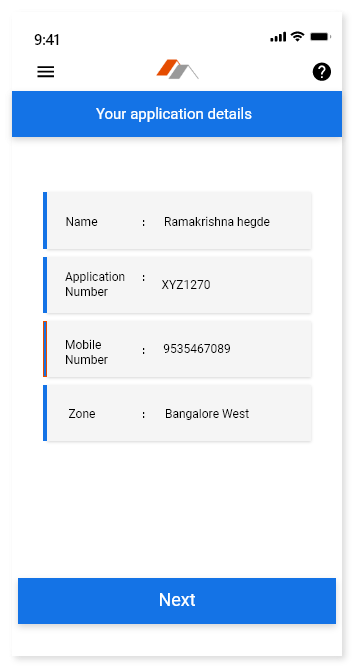 9:41
Your application details
Name : Ramakrishna hegde
Application : XYZ1270
Number
Mobile
Number : 9535467089
Zone : Bangalore West
Next